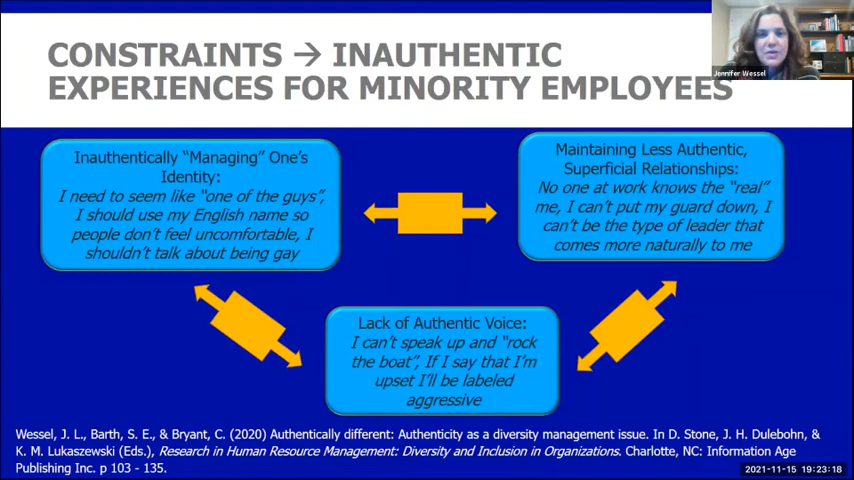 CONSTRAINTS → INAUTHENTIC
EXPERIENCES FOR MINORITY EMPLOYEES
Jennifer Wessel
Inauthentically “Managing” One’s
Identity:
I need to seem like “one of the guys”,
I should use my English name so
people don’t feel uncomfortable, I
shouldn’t talk about being gay
Maintaining Less Authentic,
Superficial Relationships:
No one at work knows the “real”
me, I can’t put my guard down, I
can’t be the type of leader that
comes more naturally to me
Lack of Authentic Voice:
I can’t speak up and “rock
the boat”, If I say that I’m
upset I’ll be labeled
aggressive
Wessel, J. L., Barth, S. E., & Bryant, C. (2020) Authentically different: Authenticity as a diversity management issue. In D. Stone, J. H. Dulebohn, &
K. M. Lukaszewski (Eds.), Research in Human Resource Management: Diversity and Inclusion in Organizations. Charlotte, NC: Information Age
Publishing Inc. p 103 - 135.
2021-11-15 19:23:18